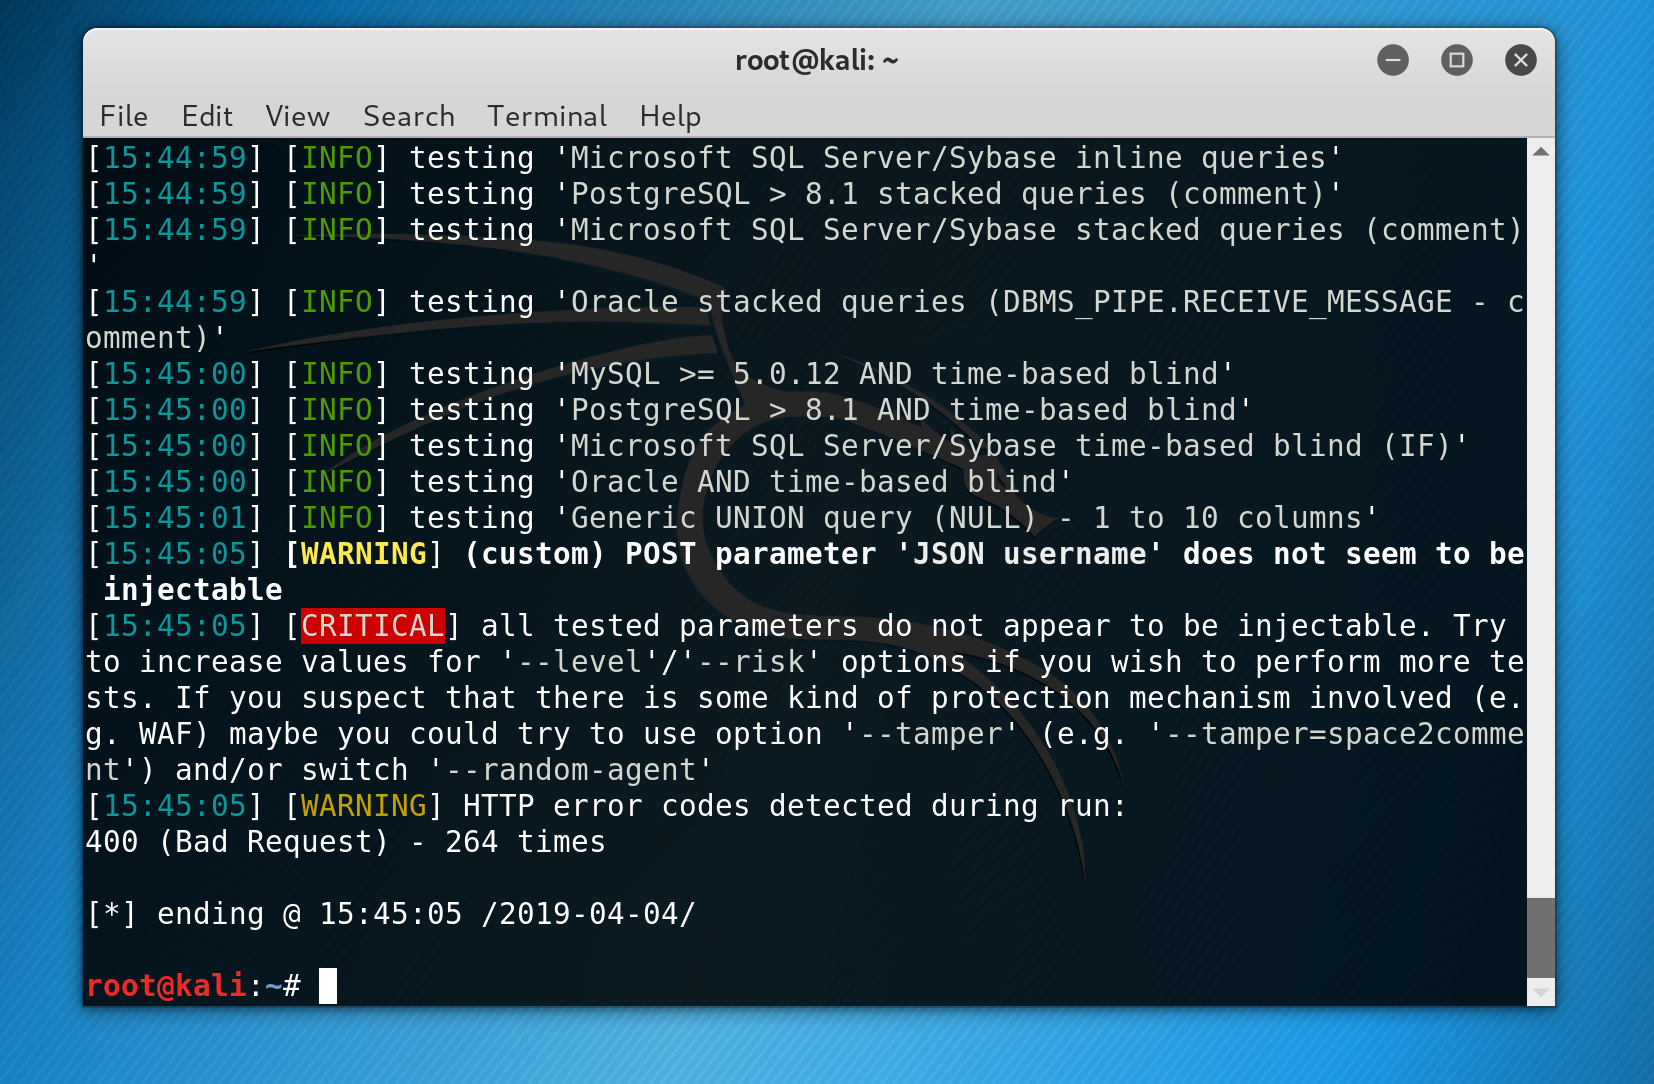 root@kali: ~
File Edit View Search Terminal Help
[15:44:59] [INFO] testing 'Microsoft SQL Server/Sybase inline queries'
[15:44:59] [INFO] testing 'PostgreSQL > 8.1 stacked queries (comment)'
[15:44:59] [INFO] testing 'Microsoft SQL Server/Sybase stacked queries (comment)
'
[15:44:59] [INFO] testing 'Oracle stacked queries (DBMS_PIPE.RECEIVE_MESSAGE - c
omment)'
[15:45:00] [INFO] testing 'MySQL >= 5.0.12 AND time-based blind'
[15:45:00] [INFO] testing 'PostgreSQL > 8.1 AND time-based blind'
[15:45:00] [INFO] testing 'Microsoft SQL Server/Sybase time-based blind (IF)'
[15:45:00] [INFO] testing 'Oracle AND time-based blind'
[15:45:01] [INFO] testing 'Generic UNION query (NULL) - 1 to 10 columns'
[15:45:05] [WARNING] (custom) POST parameter 'JSON username' does not seem to be
 injectable
[15:45:05] [CRITICAL] all tested parameters do not appear to be injectable. Try
to increase values for '--level'/'--risk' options if you wish to perform more te
sts. If you suspect that there is some kind of protection mechanism involved (e.
g. WAF) maybe you could try to use option '--tamper' (e.g. '--tamper=space2comme
nt') and/or switch '--random-agent'
[15:45:05] [WARNING] HTTP error codes detected during run:
400 (Bad Request) - 264 times
[*] ending @ 15:45:05 /2019-04-04/
root@kali:~#